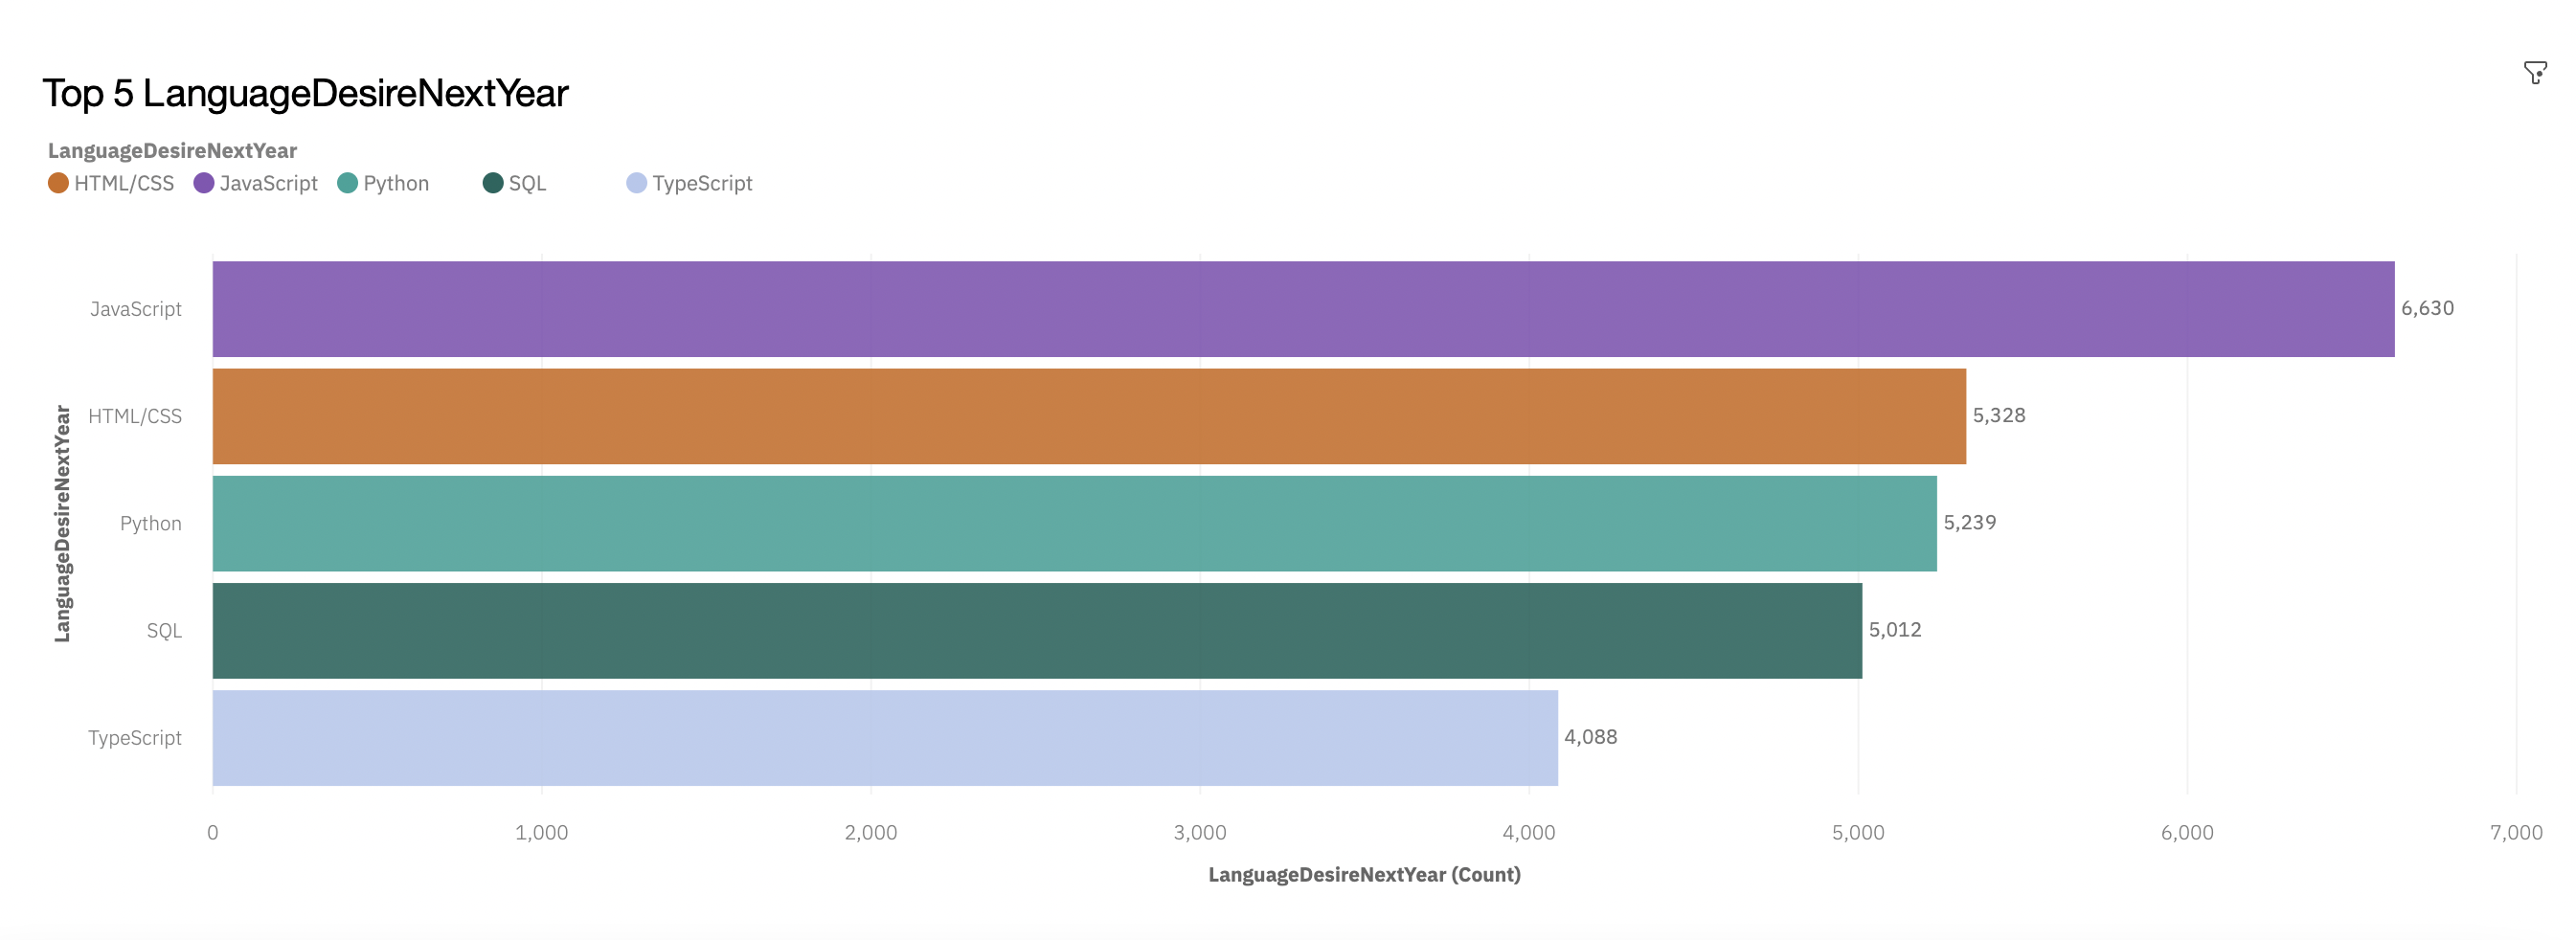 Top 5 LanguageDesireNextYear
LanguageDesireNextYear
HTML/CSS JavaScript Python SQL TypeScript
LanguageDesireNextYear
JavaScript 6,630
HTML/CSS 5,328
Python 5,239
SQL 5,012
TypeScript 4,088
0 1,000 2,000 3,000 4,000 5,000 6,000 7,000
LanguageDesireNextYear (Count)